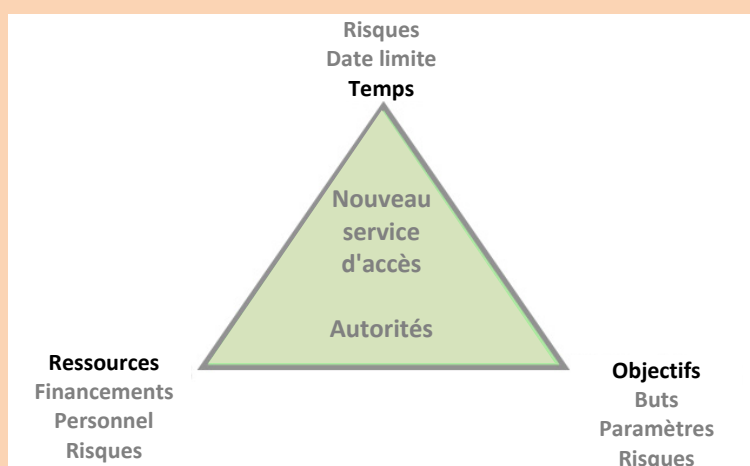 Risques
Date limite
Temps
Nouveau
service
d'accès
Autorités
Ressources
Financements
Personnel
Risques
Objectifs
Buts
Paramètres
Risques